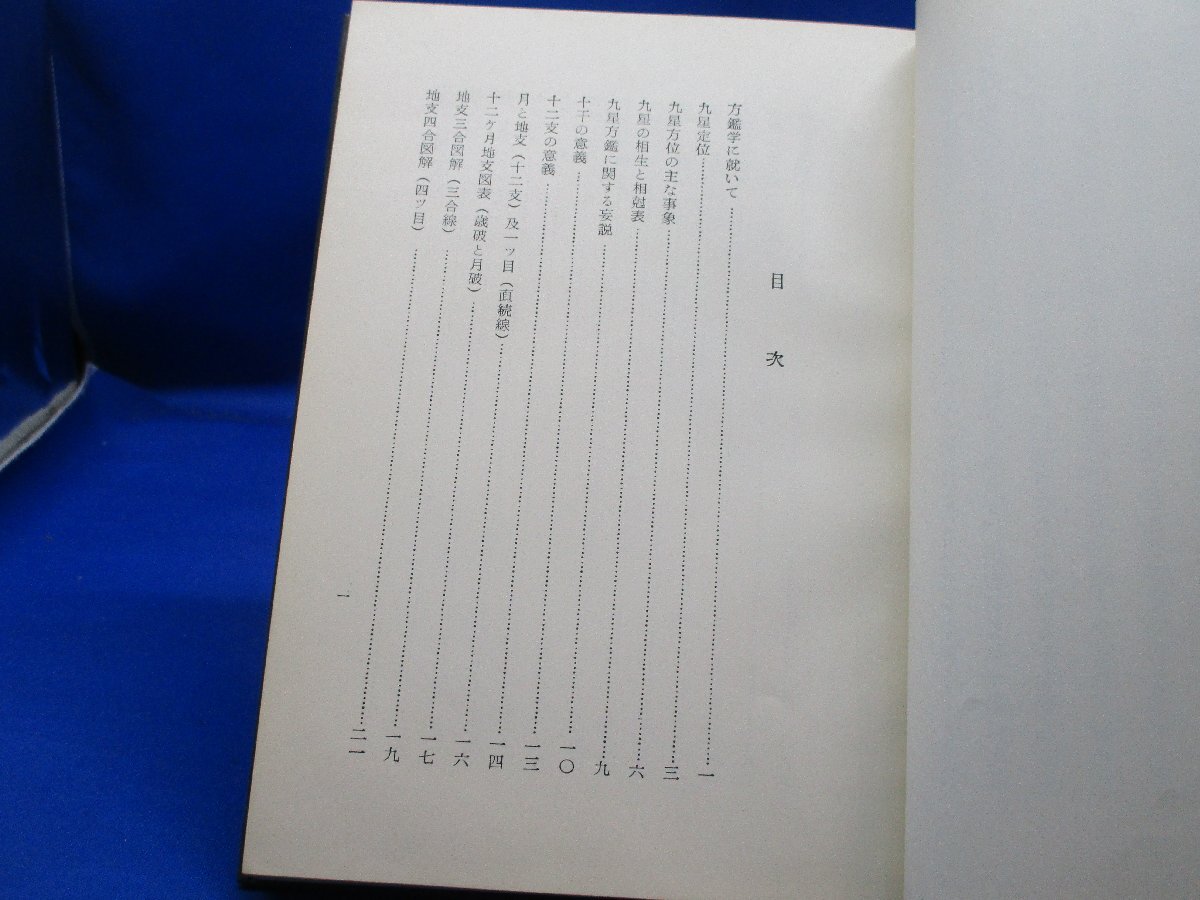 目次
方鑑学に就いて……一
九星定位……三
九星方位の主な事象……六
九星の相生と相尅表……九
九星方鑑に関する妄説……一〇
十干の意義……一三
十二支の意義……一四
月と地支（十二支）及一ッ目（直続線）……一六
十二ケ月地支図表（歳破と月破）……一七
地支三合図解（三合線）……一九
地支四合図解（四ッ目）……二一
一